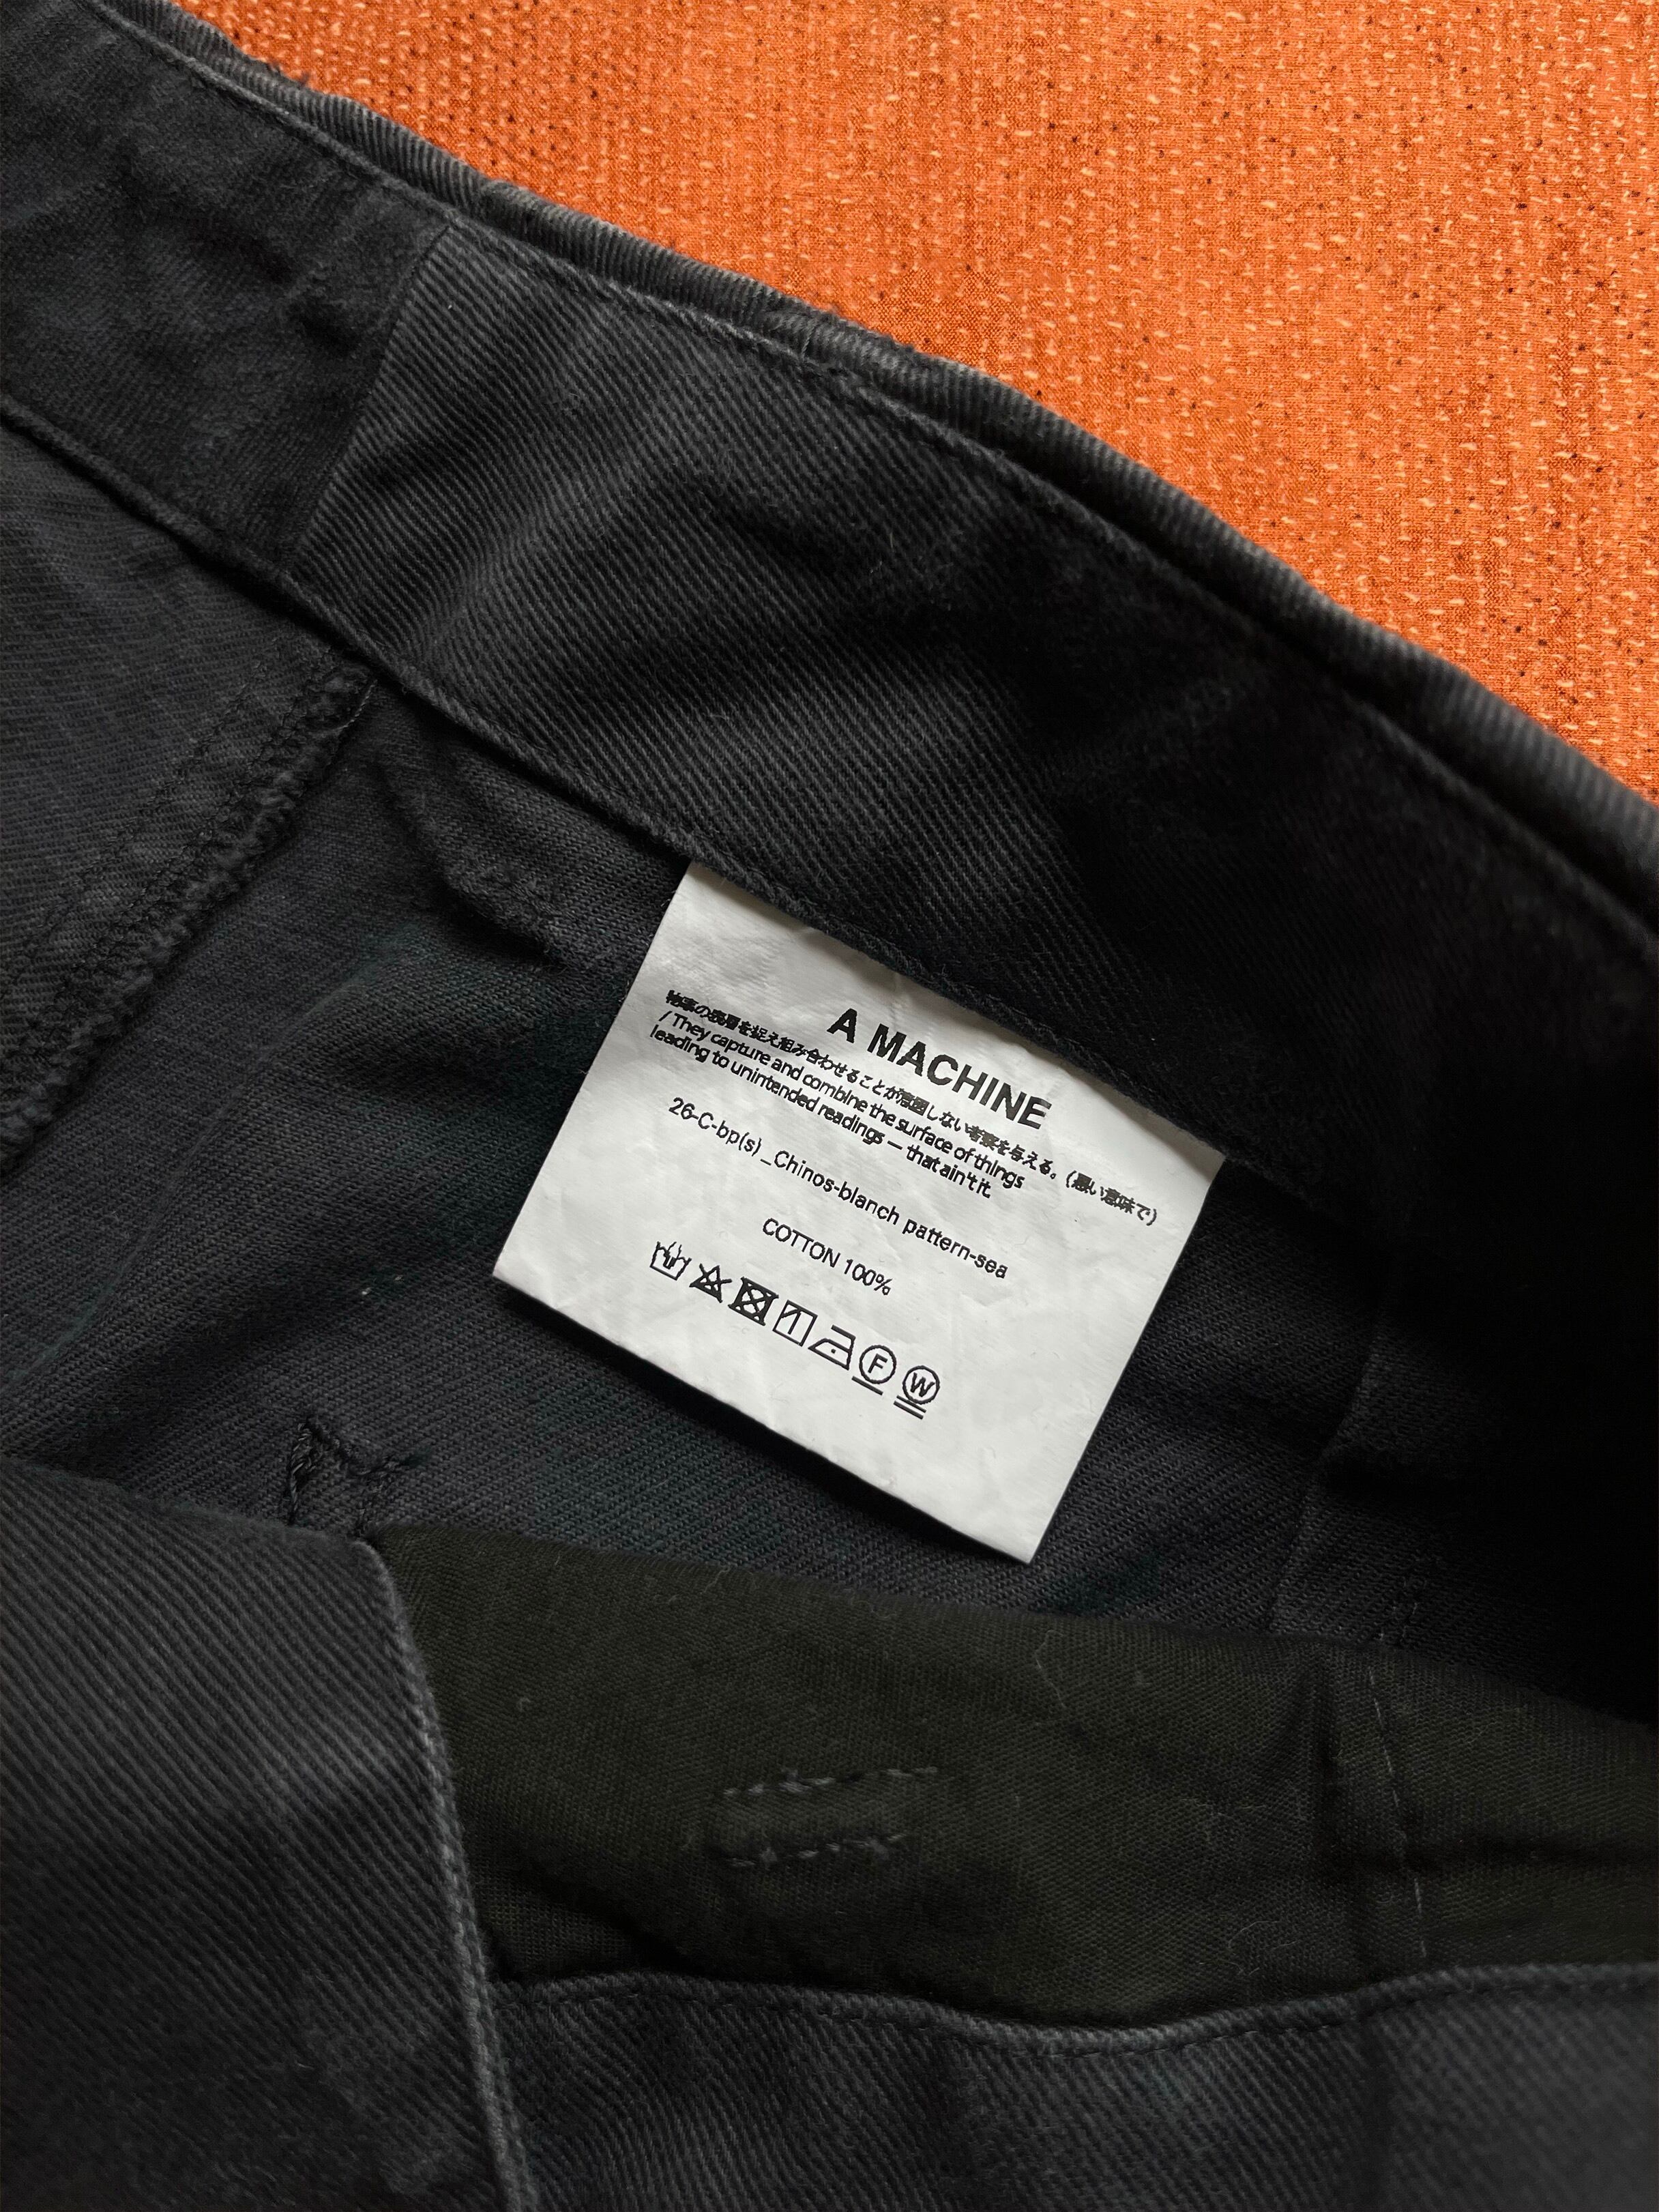 A MACHINE
物事の表層を捉え組み合わせることが意図しない考察を与える。(悪い意味で)
/ They capture and combine the surface of things
leading to unintended readings — that ain't it.
26-C-bp(s)_Chinos-blanch pattern-sea
COTTON 100%
F W